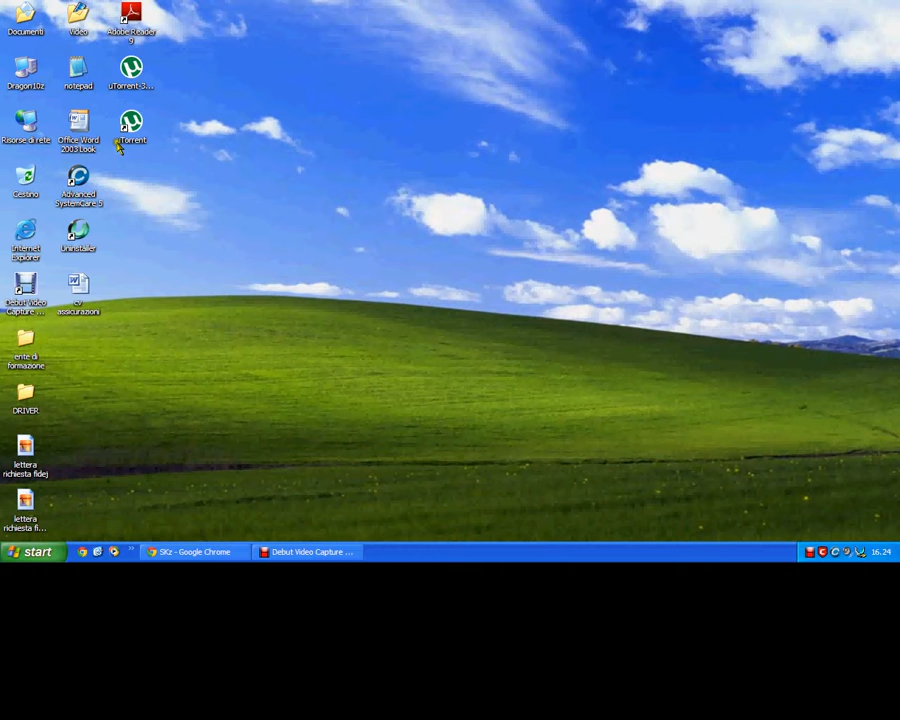 Documenti
Video
Adobe Reader
9
Dragon10z
notepad
uTorrent-3...
Risorse di rete
Office Word
2003 Look
uTorrent
Cestino
Advanced
SystemCare 5
Internet
Explorer
Uninstaller
Debut Video
Capture ...
cv
assicurazioni
ente di
formazione
DRIVER
lettera
richiesta fidej
lettera
richiesta fi...
start
SKz - Google Chrome
Debut Video Capture ...
16.24